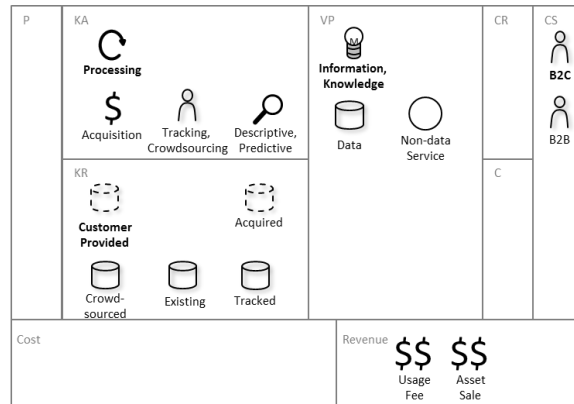 P
KA
Processing
Acquisition
Tracking,
Crowdsourcing
Descriptive,
Predictive
KR
Customer
Provided
Acquired
Crowd-
sourced
Existing
Tracked
VP
Information,
Knowledge
Data
Non-data
Service
CR
C
CS
B2C
B2B
Cost
Revenue
$$ $$
Usage
Fee
Asset
Sale